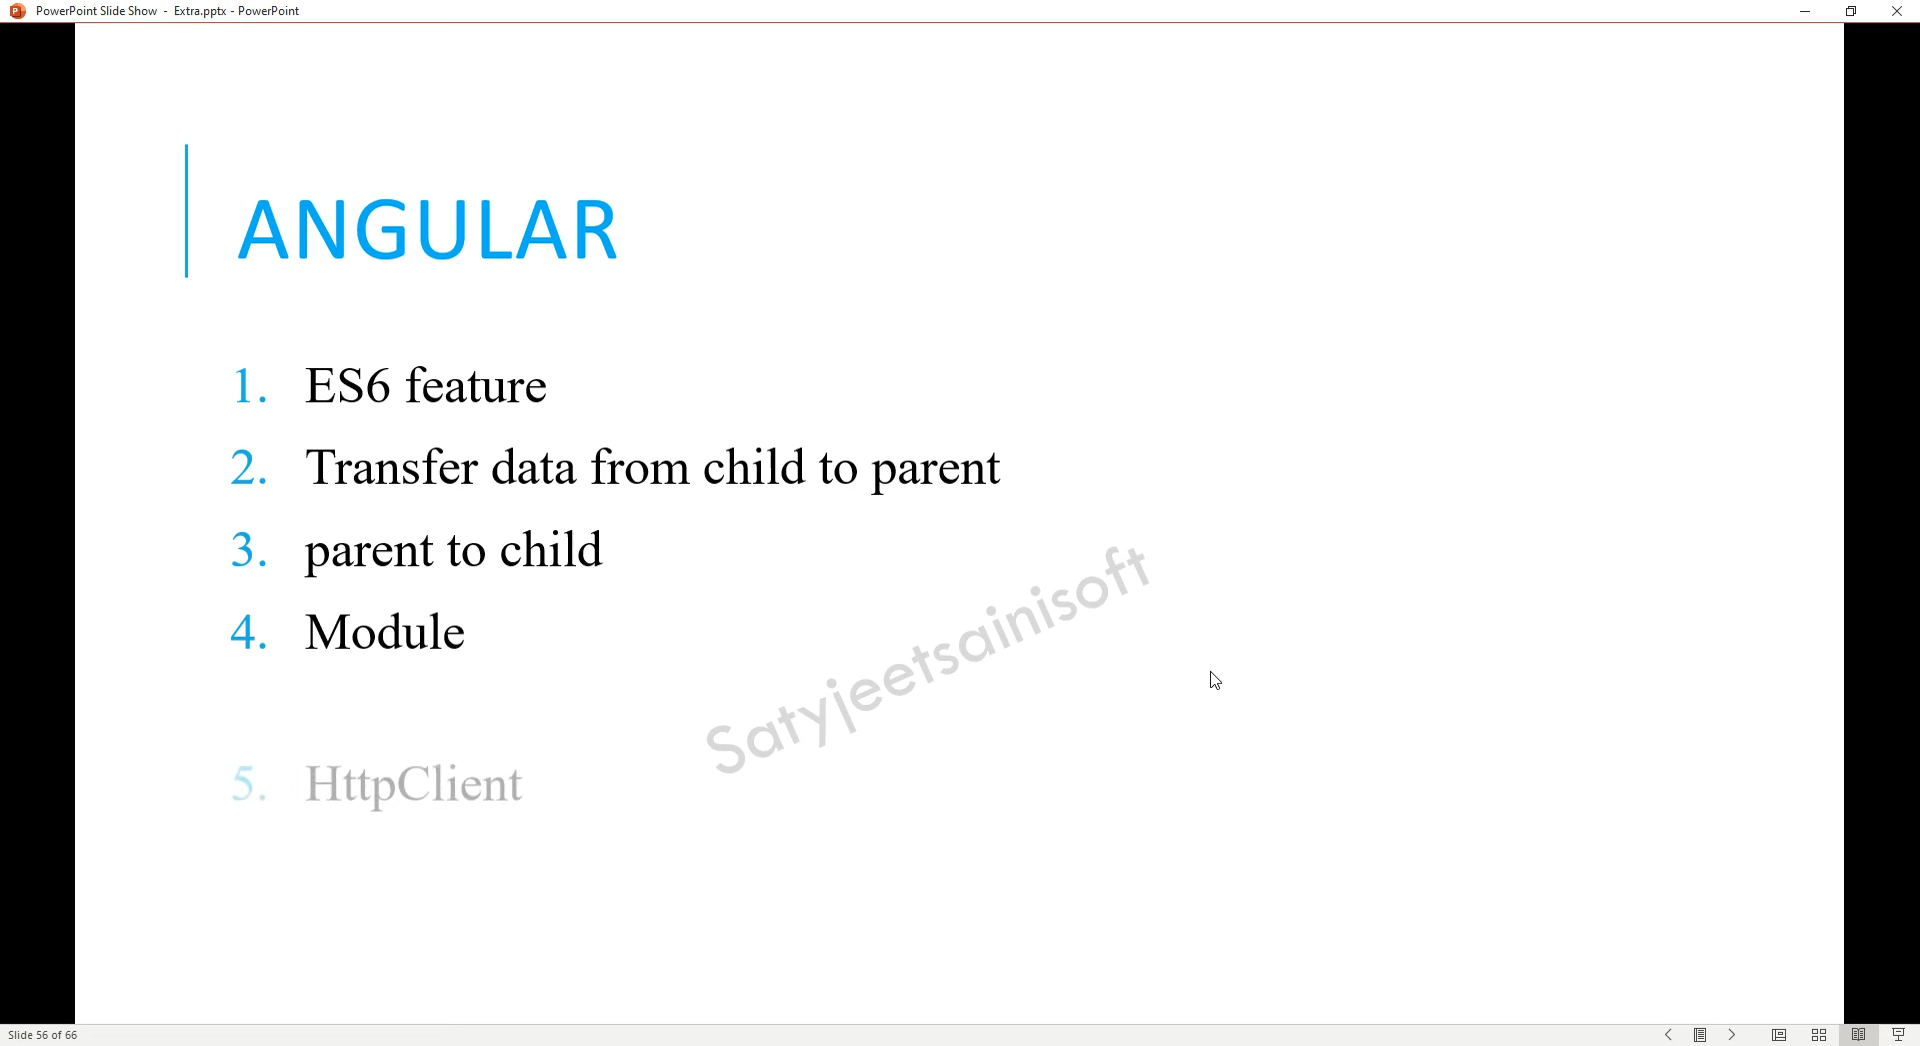 PowerPoint Slide Show - Extra.pptx - PowerPoint
ANGULAR
1. ES6 feature
2. Transfer data from child to parent
3. parent to child
4. Module
5. HttpClient
Satyjeetsainisoft
Slide 56 of 66